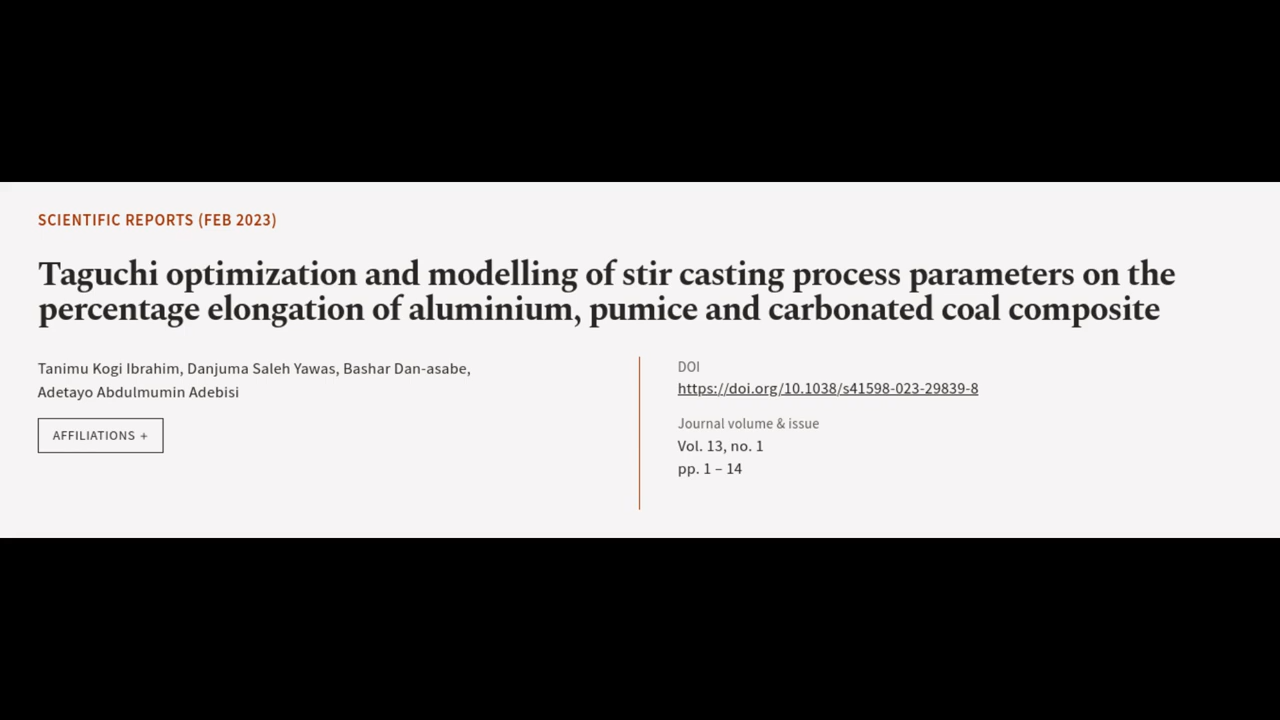 SCIENTIFIC REPORTS (FEB 2023)
Taguchi optimization and modelling of stir casting process parameters on the
percentage elongation of aluminium, pumice and carbonated coal composite
Tanimu Kogi Ibrahim, Danjuma Saleh Yawas, Bashar Dan-asabe,
Adetayo Abdulmumin Adebisi
AFFILIATIONS +
DOI
https://doi.org/10.1038/s41598-023-29839-8
Journal volume & issue
Vol. 13, no. 1
pp. 1 – 14